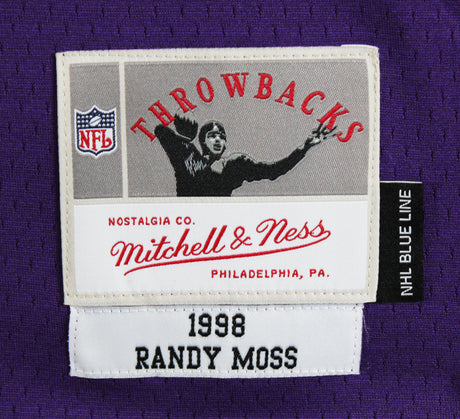 THROWBACKS
NFL
NOSTALGIA CO.
Mitchell & Ness
PHILADELPHIA, PA.
NHL BLUE LINE
1998
RANDY MOSS